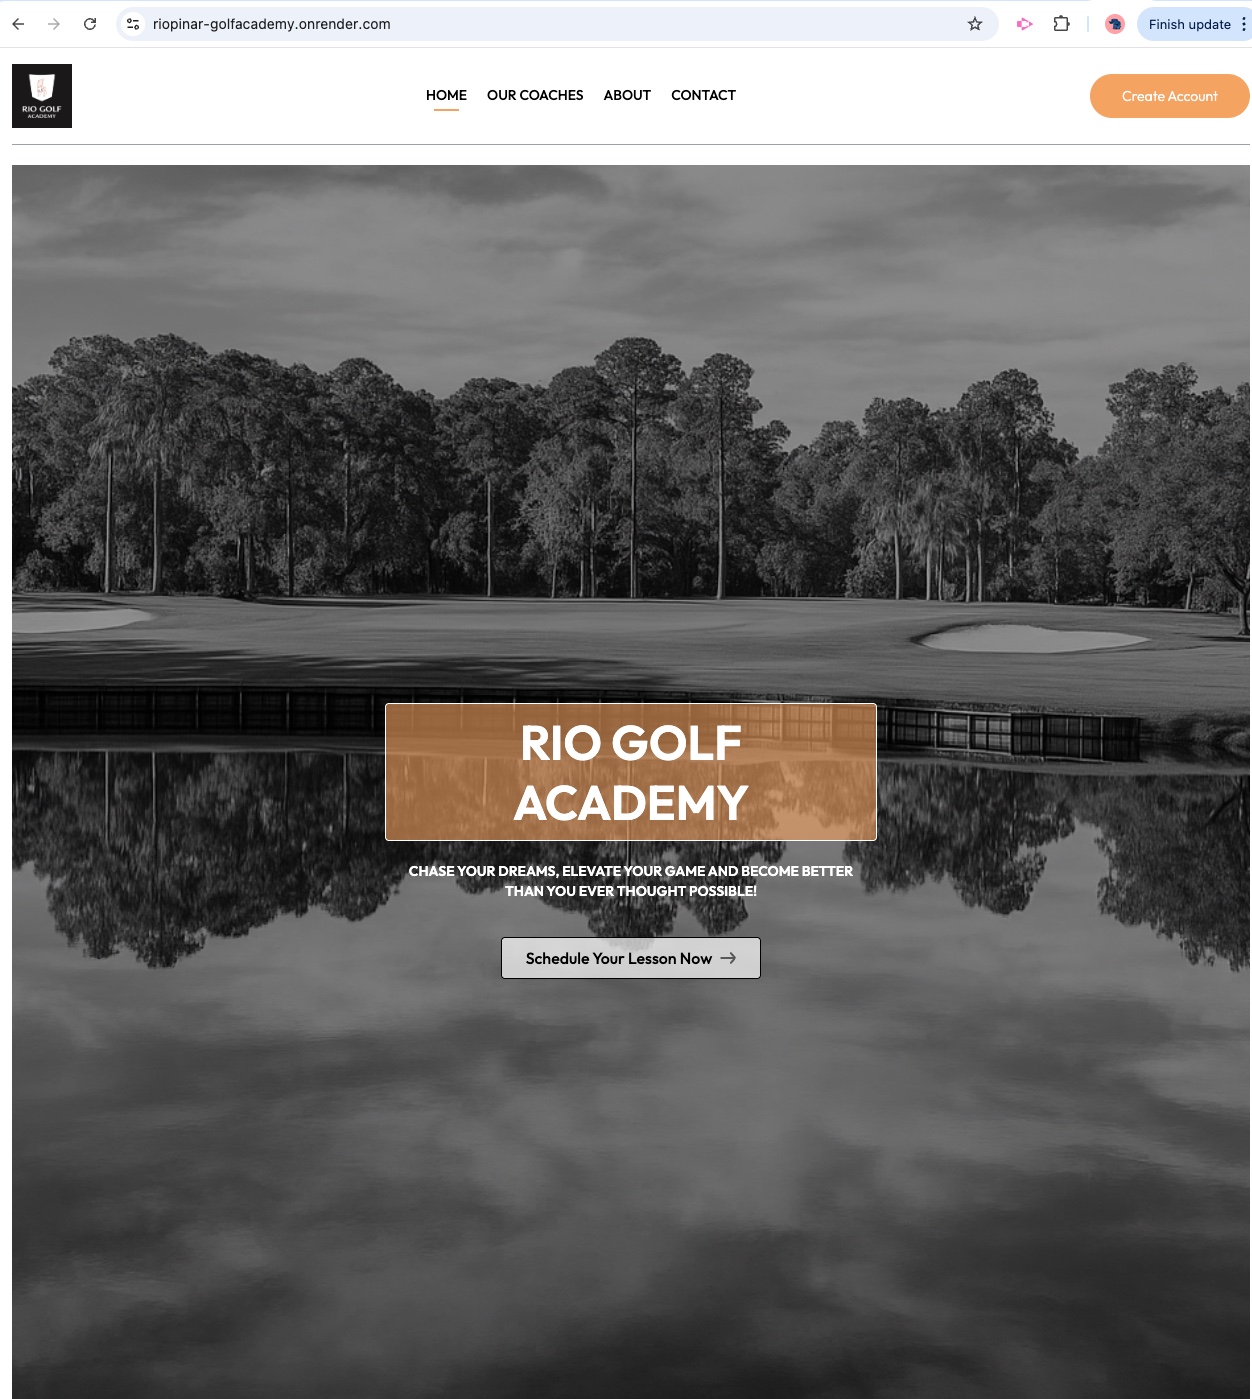 riopinar-golfacademy.onrender.com
Finish update
RIO GOLF
ACADEMY
HOME OUR COACHES ABOUT CONTACT
Create Account
RIO GOLF
ACADEMY
CHASE YOUR DREAMS, ELEVATE YOUR GAME AND BECOME BETTER
THAN YOU EVER THOUGHT POSSIBLE!
Schedule Your Lesson Now →